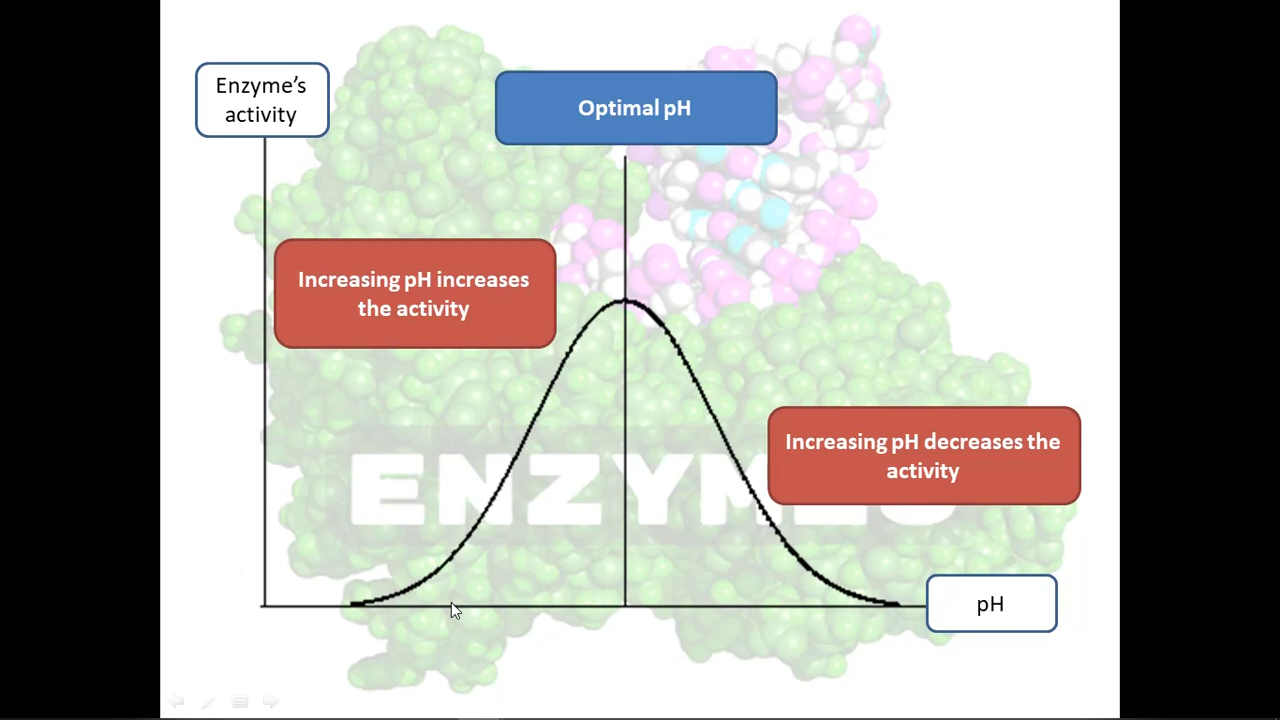 Enzyme’s
activity
Optimal pH
Increasing pH increases
the activity
Increasing pH decreases the
activity
ENZYMES
pH